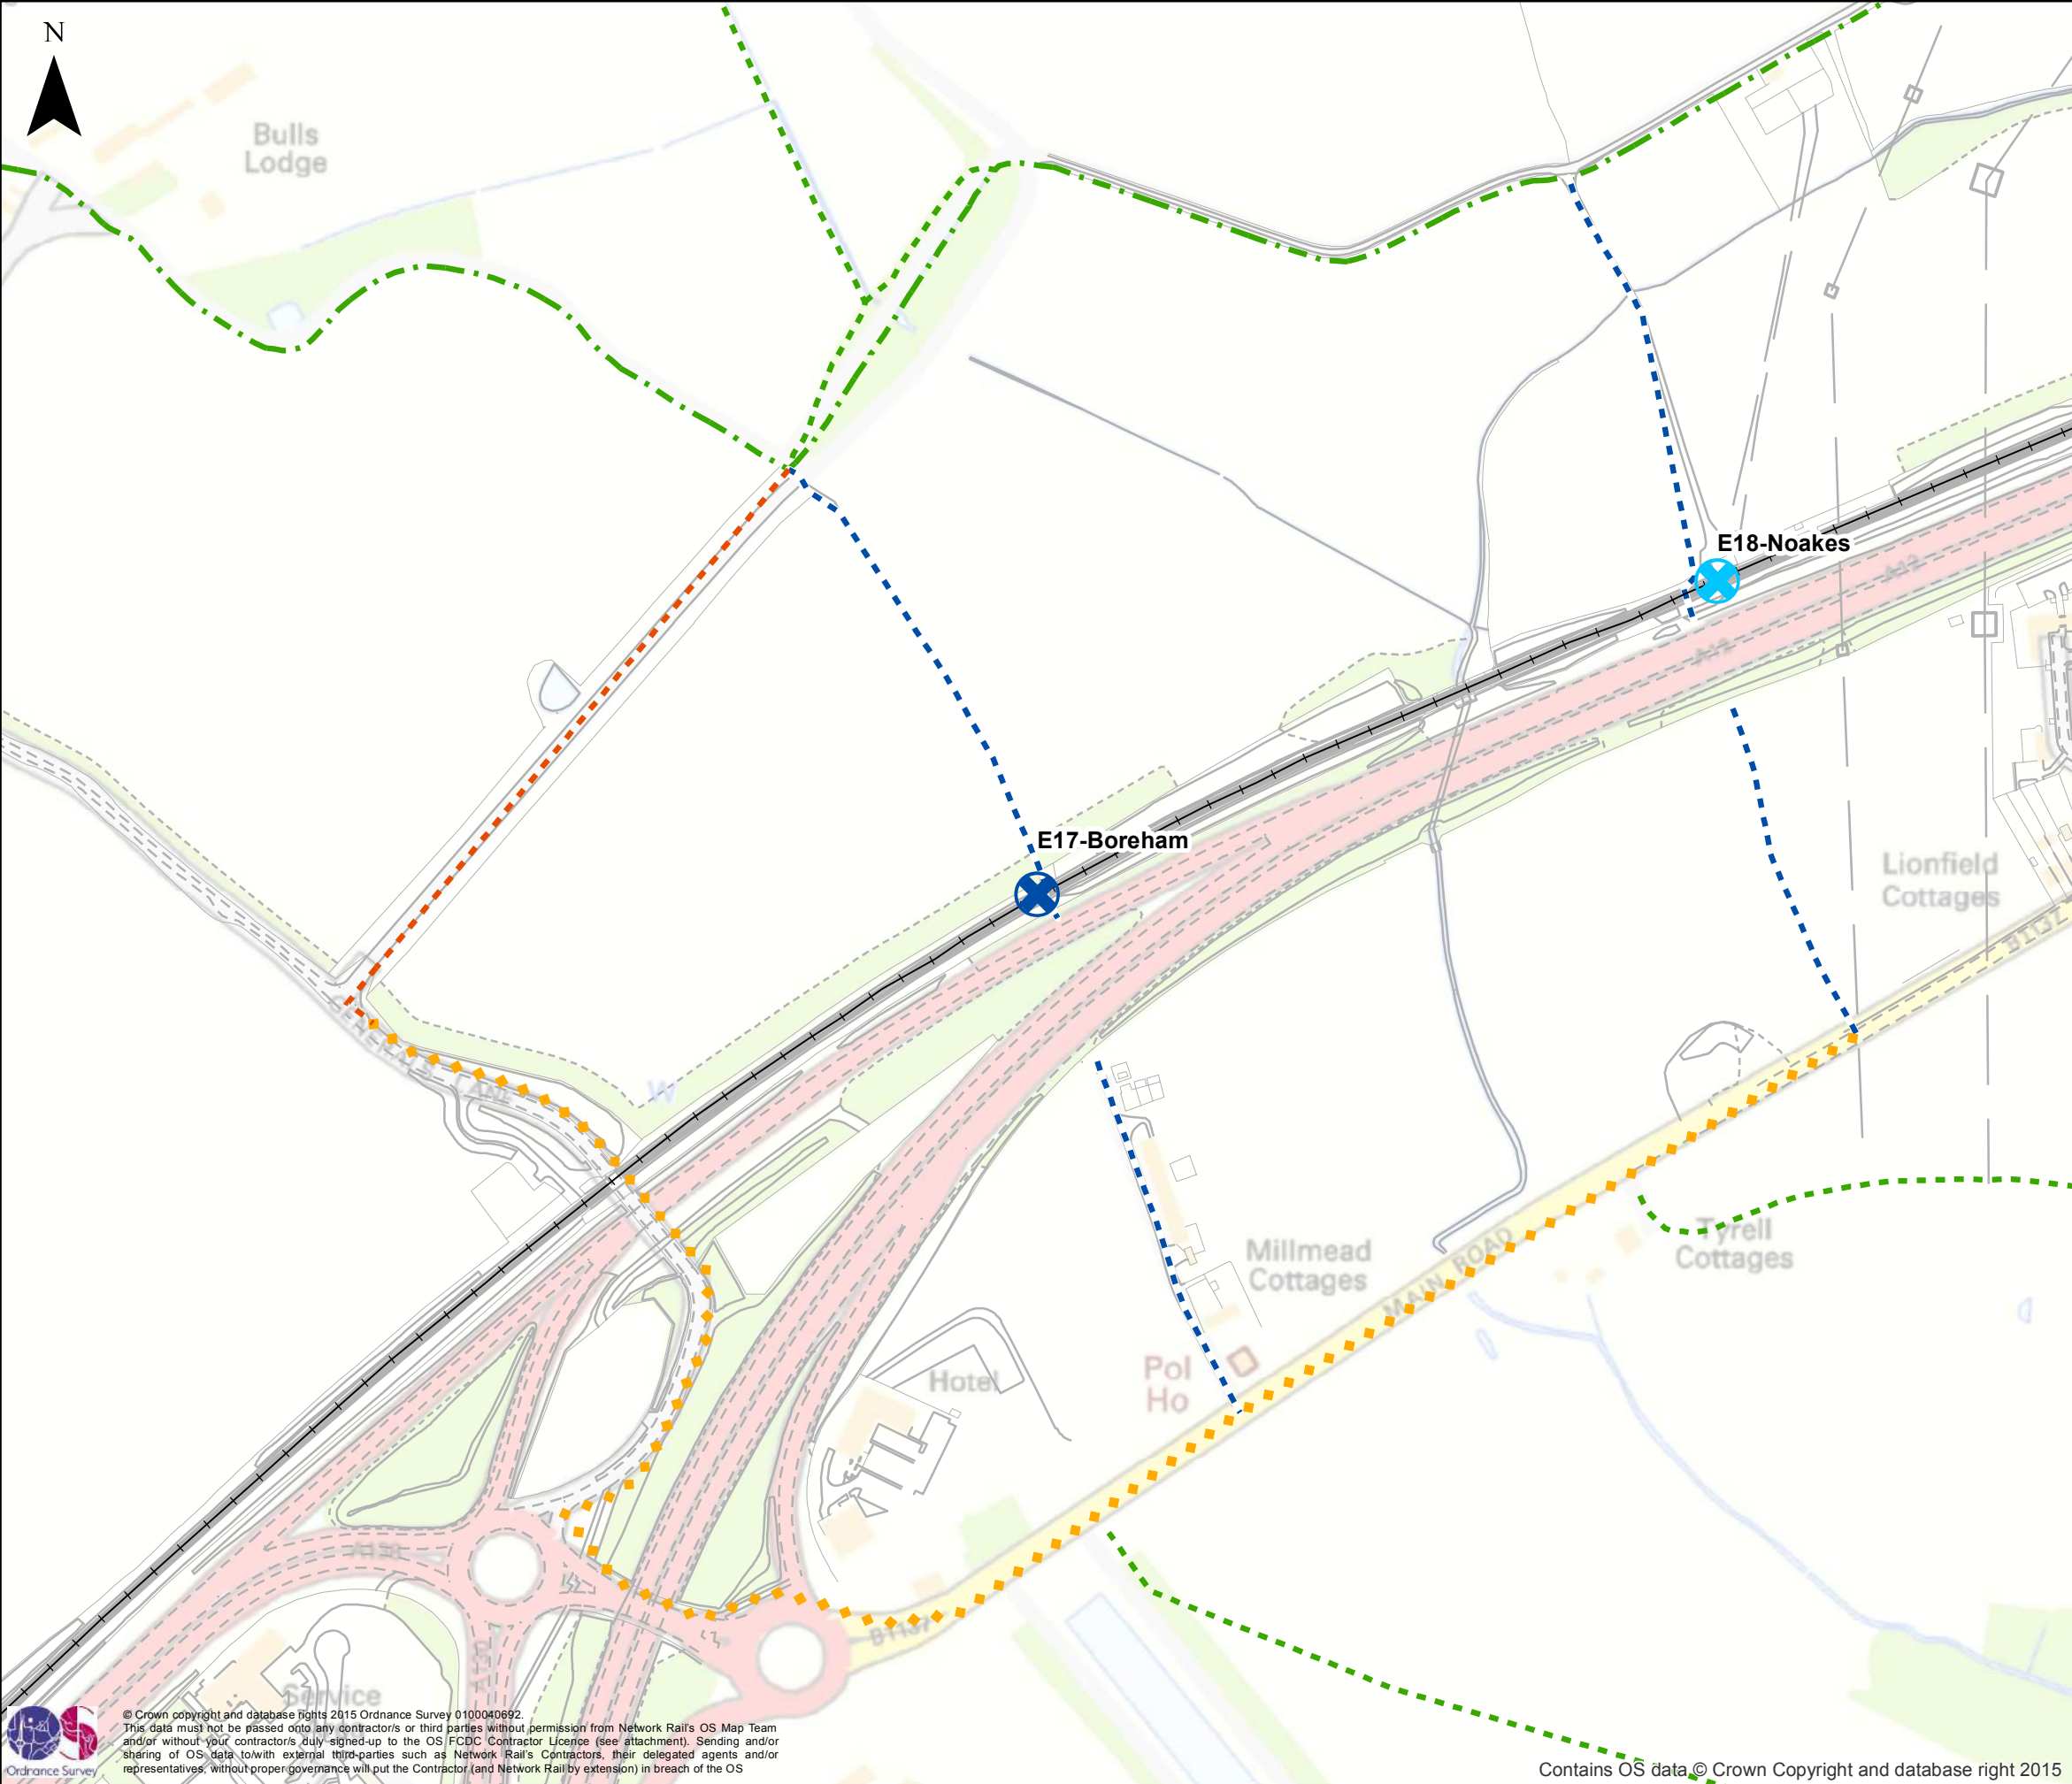 N
Bulls
Lodge
E18-Noakes
A12
A12
E17-Boreham
Lionfield
Cottages
B1137
GENERALS LANE
W
Tyrell
Cottages
Millmead
Cottages
MAIN ROAD
Hotel
Pol
Ho
A130
B1137
Service
© Crown copyright and database rights 2015 Ordnance Survey 0100040692.
This data must not be passed onto any contractor/s or third parties without permission from Network Rail's OS Map Team
and/or without your contractor/s duly signed-up to the OS FCDC Contractor Licence (see attachment). Sending and/or
sharing of OS data to/with external third-parties such as Network Rail's Contractors, their delegated agents and/or
representatives, without proper governance will put the Contractor (and Network Rail by extension) in breach of the OS
Ordnance Survey
Contains OS data © Crown Copyright and database right 2015